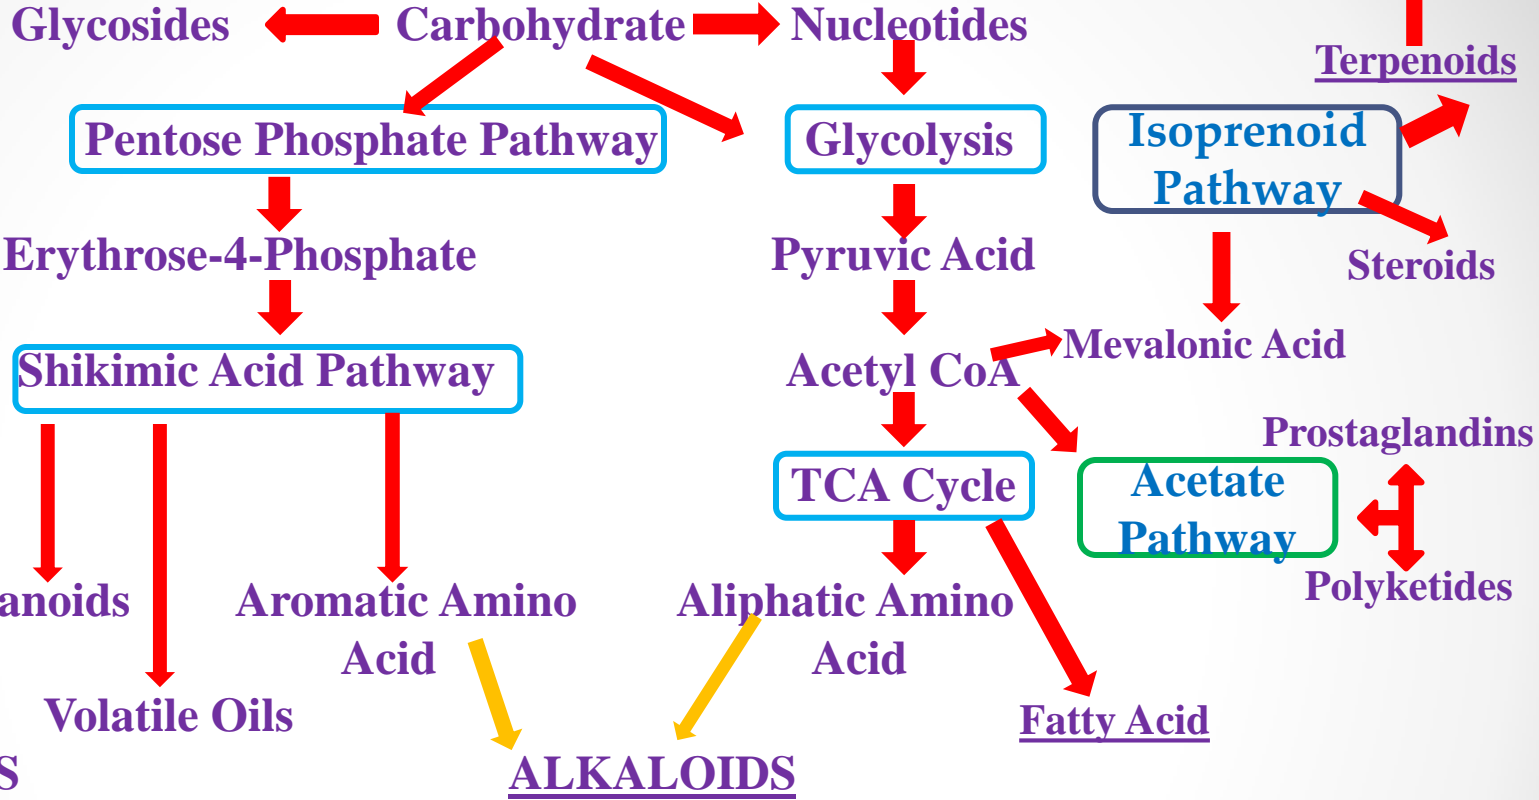 Glycosides
Carbohydrate
Nucleotides
Terpenoids
Pentose Phosphate Pathway
Glycolysis
Isoprenoid
Pathway
Erythrose-4-Phosphate
Pyruvic Acid
Steroids
Shikimic Acid Pathway
Acetyl CoA
Mevalonic Acid
Prostaglandins
TCA Cycle
Acetate
Pathway
Polyketides
anoids
Aromatic Amino
Acid
Aliphatic Amino
Acid
Volatile Oils
Fatty Acid
S
ALKALOIDS